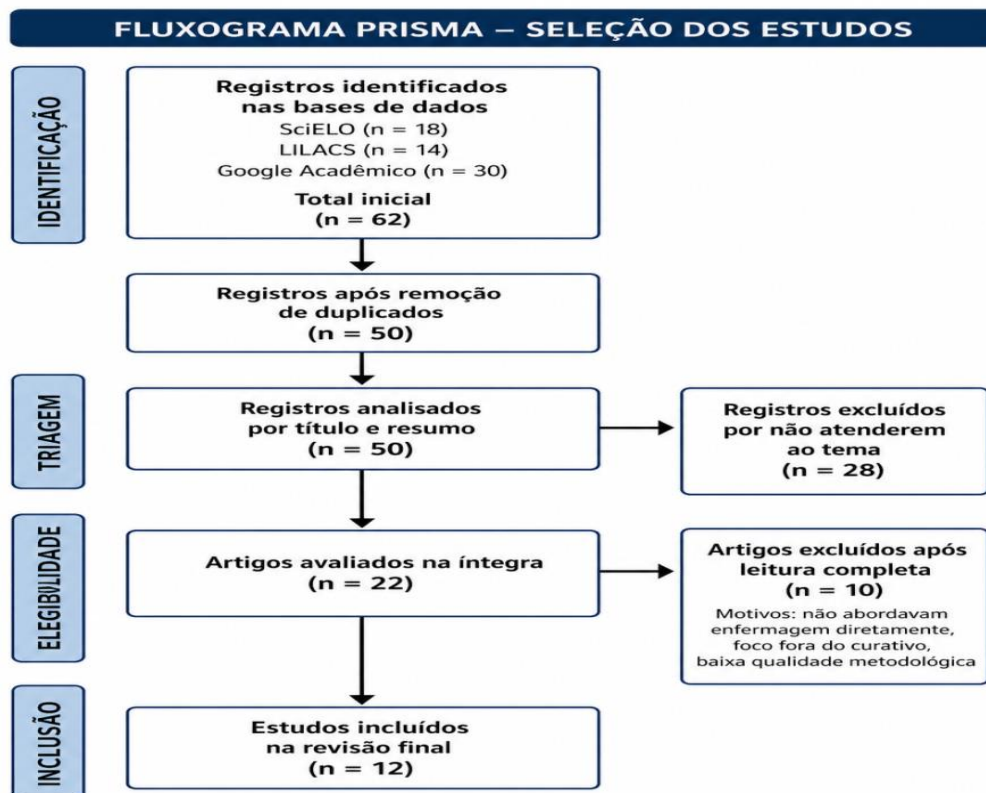 FLUXOGRAMA PRISMA – SELEÇÃO DOS ESTUDOS
IDENTIFICAÇÃO
Registros identificados
nas bases de dados
SciELO (n = 18)
LILACS (n = 14)
Google Acadêmico (n = 30)
Total inicial
(n = 62)
Registros após remoção
de duplicados
(n = 50)
TRIAGEM
Registros analisados
por título e resumo
(n = 50)
Registros excluídos
por não atenderem
ao tema
(n = 28)
Artigos avaliados na íntegra
(n = 22)
Artigos excluídos após
leitura completa
(n = 10)
Motivos: não abordavam
enfermagem diretamente,
foco fora do curativo,
baixa qualidade metodológica
INCLUSÃO
Estudos incluídos
na revisão final
(n = 12)